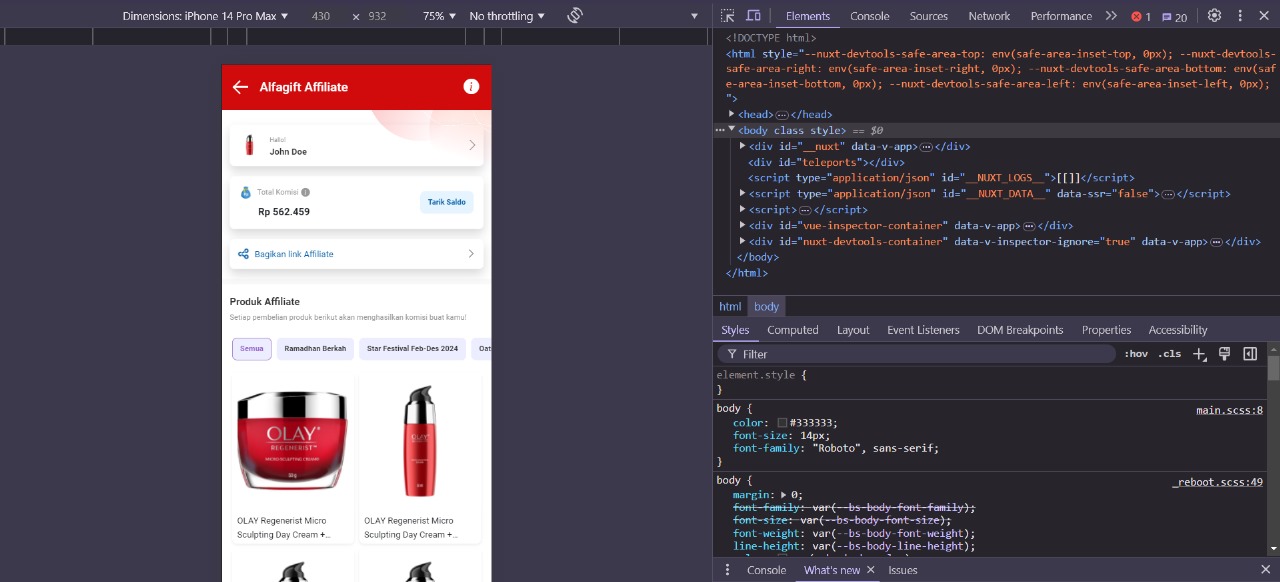 Dimensions: iPhone 14 Pro Max 430 × 932 75% No throttling
Alfagift Affiliate
i
Hello!
John Doe
Total Komisi
Rp 562.459
Tarik Saldo
Bagikan link Affiliate
Produk Affiliate
Setiap pembelian produk berikut akan menghasilkan komisi buat kamu!
Semua Ramadhan Berkah Star Festival Feb-Des 2024
OLAY
REGENERIST
MICRO-SCULPTING CREAM
OLAY Regenerist Micro
Sculpting Day Cream +...
OLAY Regenerist Micro
Sculpting Day Cream +...
Elements Console Sources Network Performance 1 20
<!DOCTYPE html>
<html style="--nuxt-devtools-safe-area-top: env(safe-area-inset-top, 0px); --nuxt-devtools-
safe-area-right: env(safe-area-inset-right, 0px); --nuxt-devtools-safe-area-bottom: env(saf
e-area-inset-bottom, 0px); --nuxt-devtools-safe-area-left: env(safe-area-inset-left, 0px);
">
<head>…</head>
<body class style> == $0
<div id="__nuxt" data-v-app>…</div>
<div id="teleports"></div>
<script type="application/json" id="__NUXT_LOGS__">[[]]</script>
<script type="application/json" id="__NUXT_DATA__" data-ssr="false">…</script>
<script>…</script>
<div id="vue-inspector-container" data-v-app>…</div>
<div id="nuxt-devtools-container" data-v-inspector-ignore="true" data-v-app>…</div>
</body>
</html>
html body
Styles Computed Layout Event Listeners DOM Breakpoints Properties Accessibility
Filter :hov .cls
element.style {
}
body { main.scss:8
color: #333333;
font-size: 14px;
font-family: "Roboto", sans-serif;
}
body { _reboot.scss:49
margin: 0;
font-family: var(--bs-body-font-family);
font-size: var(--bs-body-font-size);
font-weight: var(--bs-body-font-weight);
line-height: var(--bs-body-line-height);
Console What's new Issues